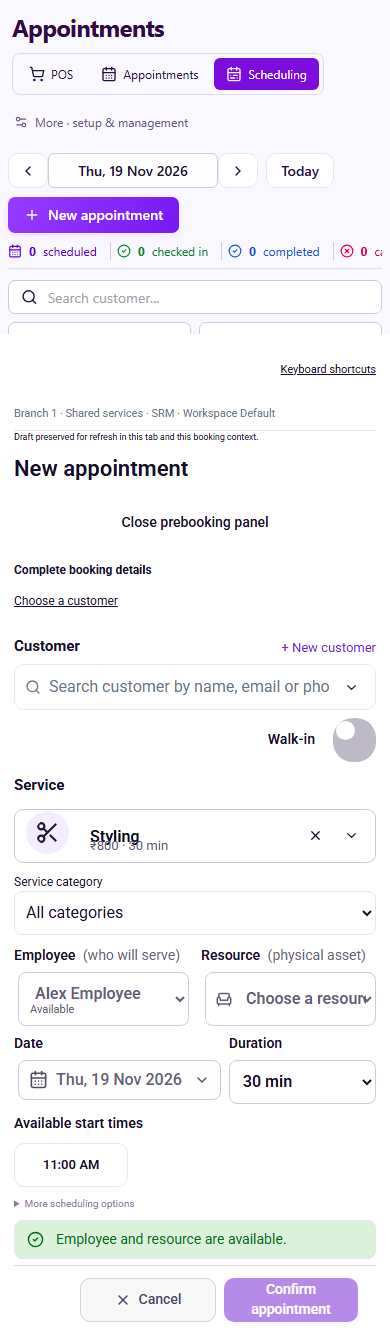 Appointments
POS Appointments Scheduling
More · setup & management
Thu, 19 Nov 2026 Today
+ New appointment
0 scheduled 0 checked in 0 completed 0 ca
Search customer...
Keyboard shortcuts
Branch 1 · Shared services · SRM · Workspace Default
Draft preserved for refresh in this tab and this booking context.
New appointment
Close prebooking panel
Complete booking details
Choose a customer
Customer + New customer
Search customer by name, email or pho
Walk-in
Service
Styling
₹800 · 30 min
Service category
All categories
Employee (who will serve) Resource (physical asset)
Alex Employee Choose a resour
Available
Date Duration
Thu, 19 Nov 2026 30 min
Available start times
11:00 AM
More scheduling options
Employee and resource are available.
Cancel Confirm appointment